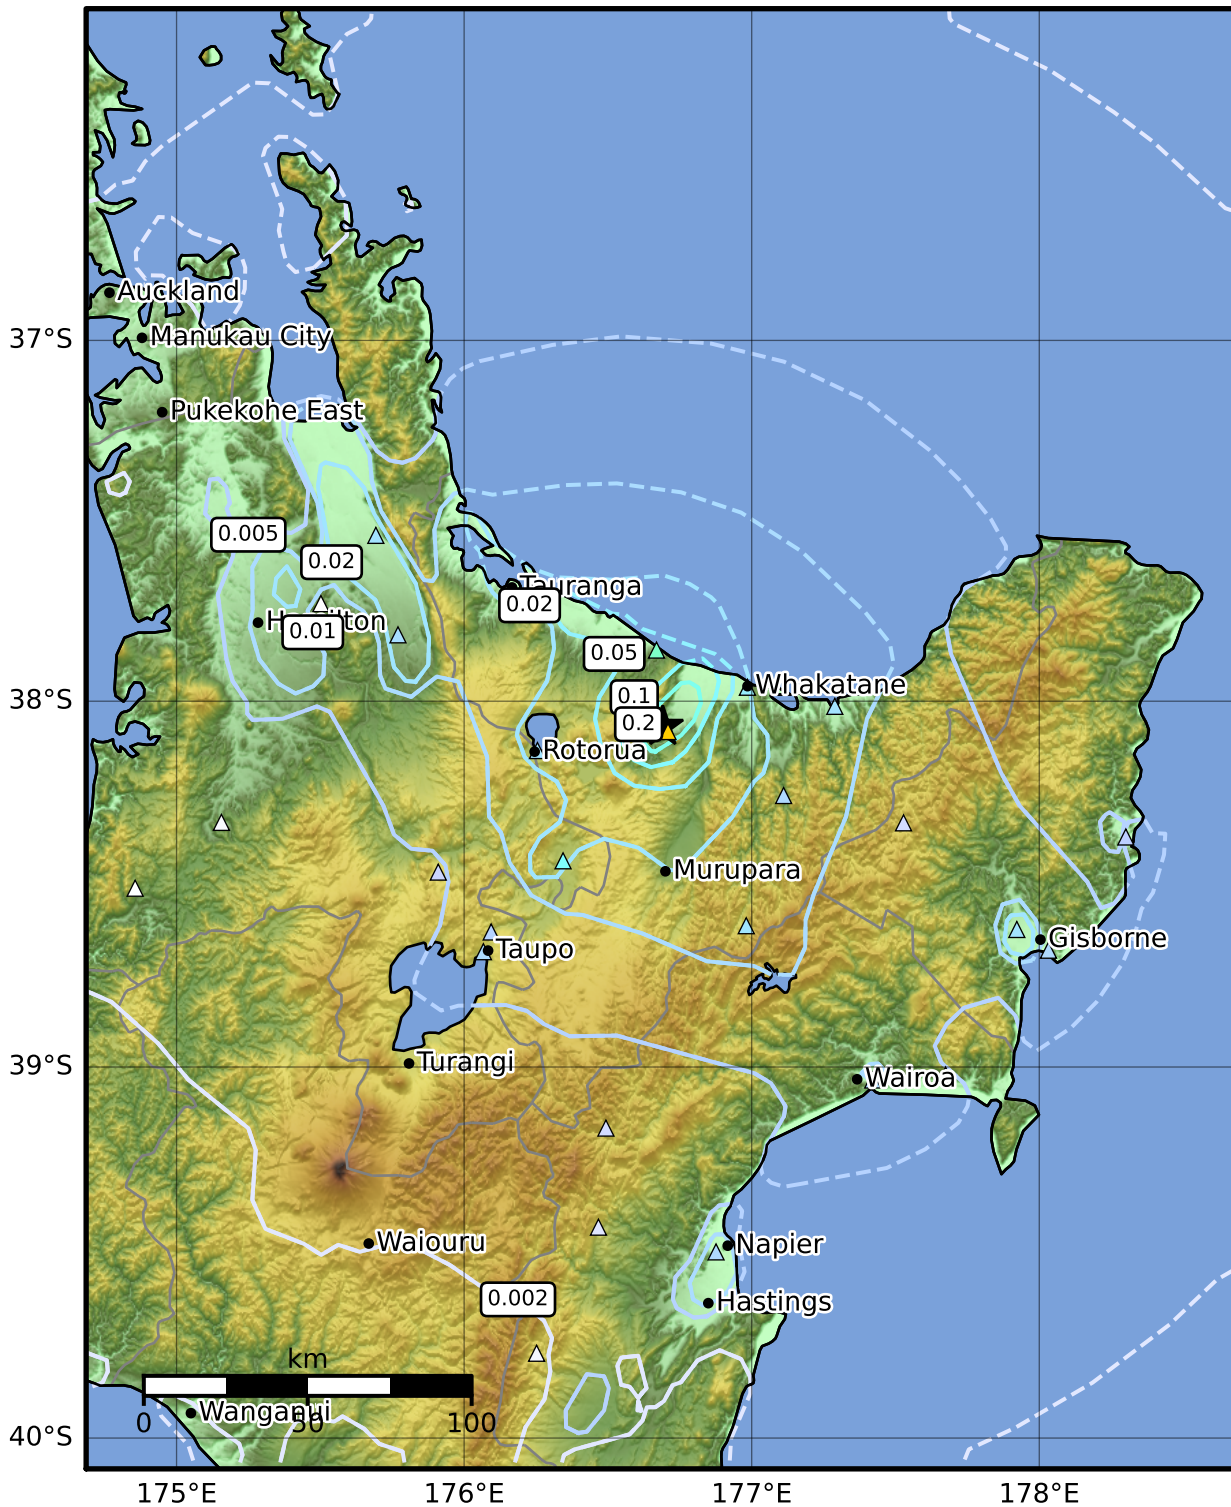 Auckland
Manukau City
37°S
Pukekohe East
0.005
0.02
Tauranga
0.02
H lton
0.01
0.05
Whakatane
0.1
38°S
0.2
Rotorua
Murupara
Gisborne
Taupo
Turangi
39°S
Wairoa
Waiouru
Napier
0.002
Hastings
km
Wanganui
0
50
100
40°S
175°E
176°E
177°E
178°E